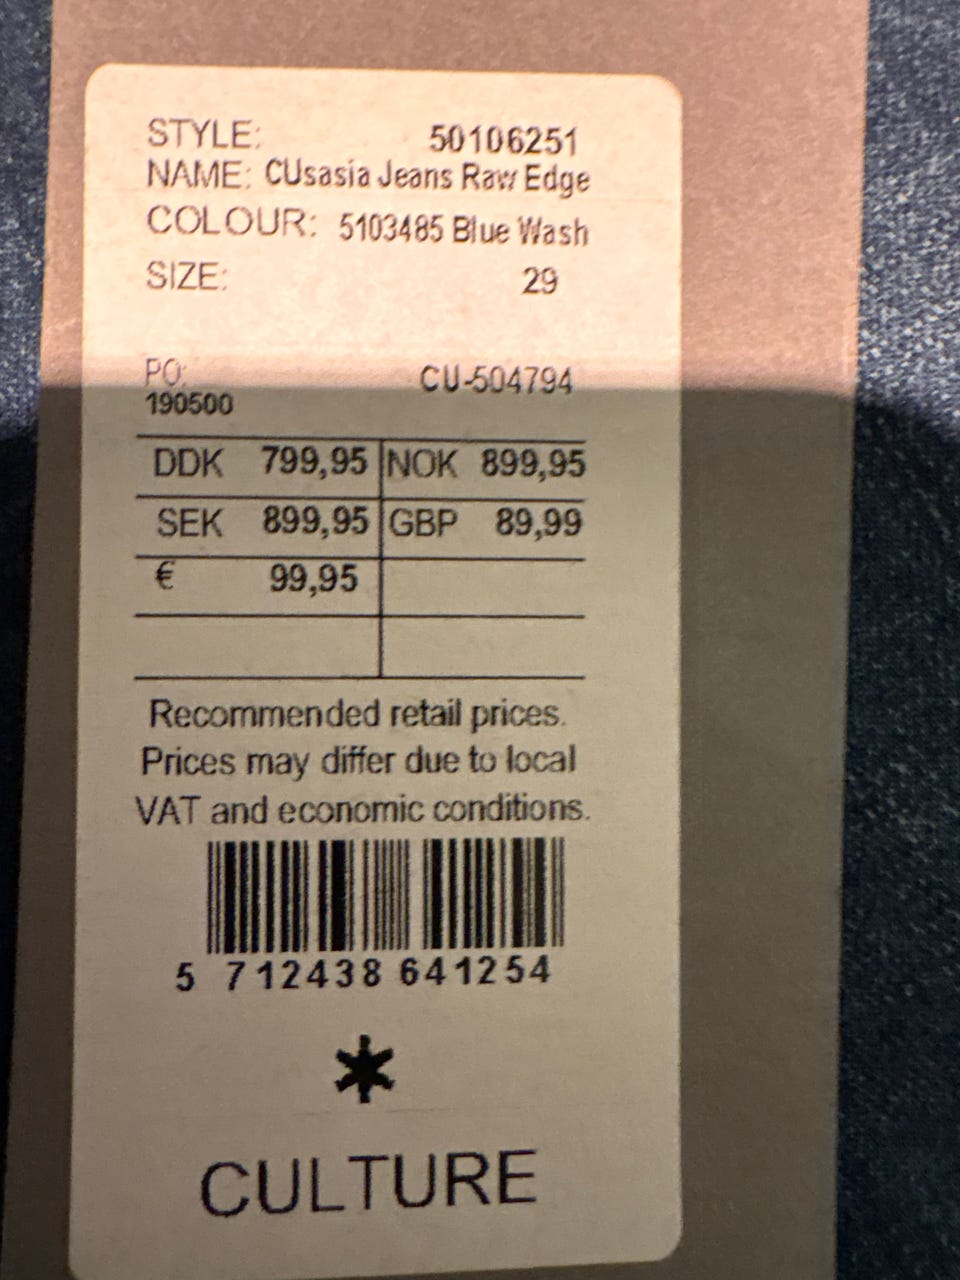 STYLE: 50106251
NAME: CUsasia Jeans Raw Edge
COLOUR: 5103485 Blue Wash
SIZE: 29
PO: CU-504794
190500
DDK 799,95 NOK 899,95
SEK 899,95 GBP 89,99
€ 99,95
Recommended retail prices.
Prices may differ due to local
VAT and economic conditions.
5 712438 641254
CULTURE